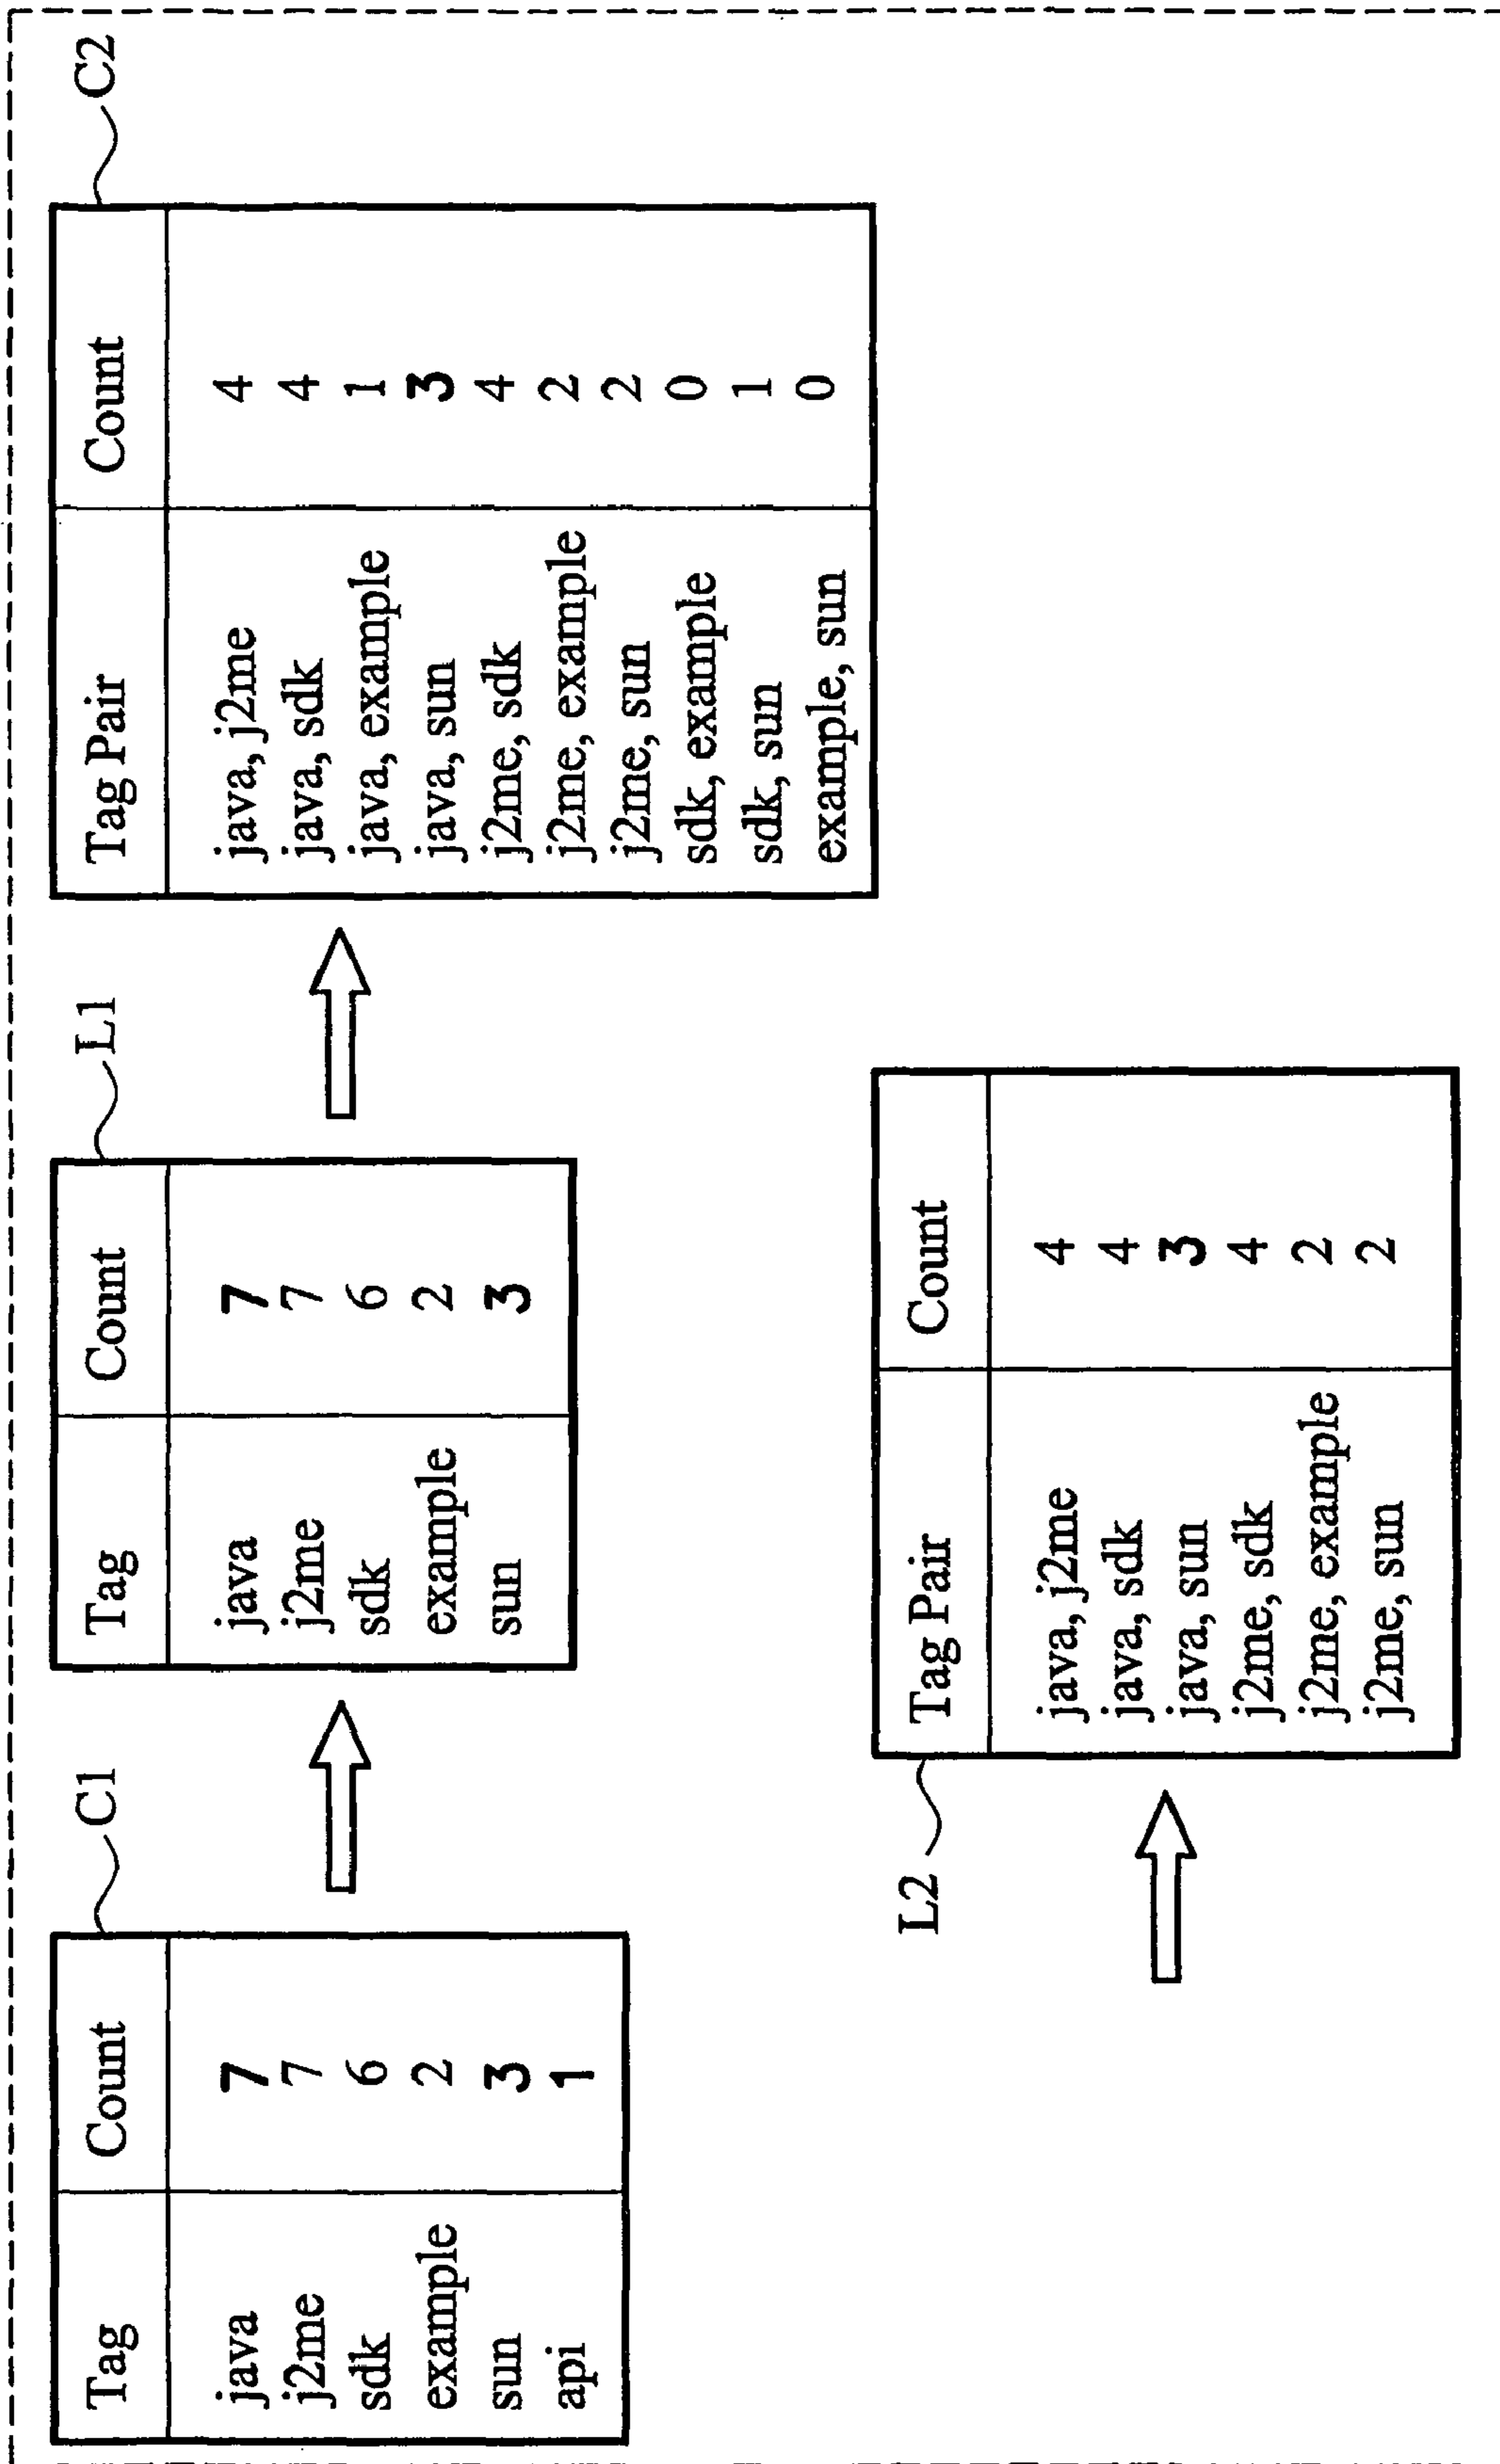 C1
Tag Count
java 7
j2me 7
sdk 6
example 2
sun 3
api 1
L1
Tag Count
java 7
j2me 7
sdk 6
example 2
sun 3
C2
Tag Pair Count
java, j2me 4
java, sdk 4
java, example 1
java, sun 3
j2me, sdk 4
j2me, example 2
j2me, sun 2
sdk, example 0
sdk, sun 1
example, sun 0
L2
Tag Pair Count
java, j2me 4
java, sdk 4
java, sun 3
j2me, sdk 4
j2me, example 2
j2me, sun 2